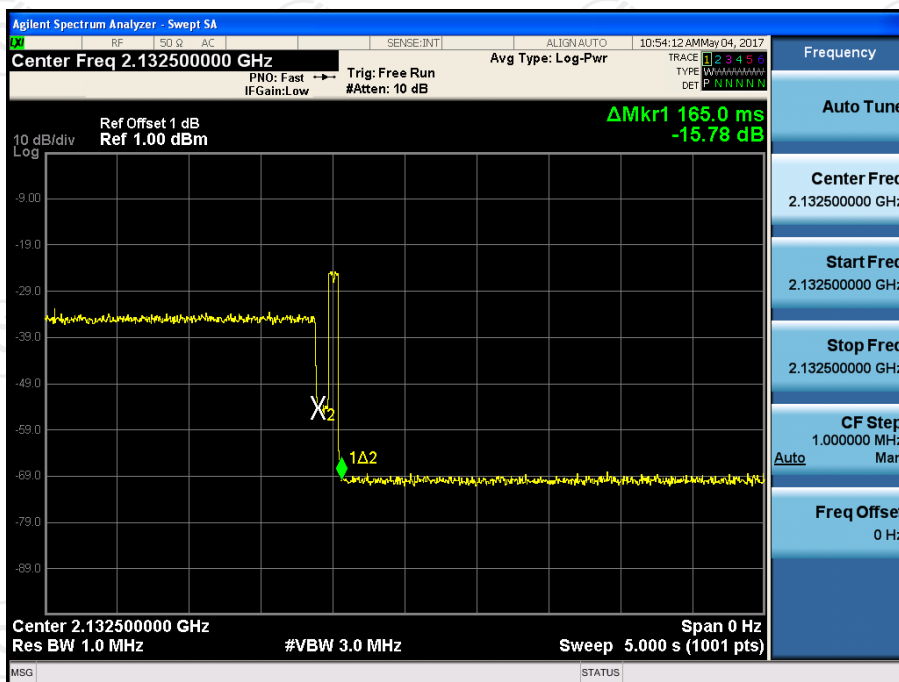 Agilent Spectrum Analyzer - Swept SA
LXI RF 50 Ω AC SENSE:INT ALIGNAUTO 10:54:12 AM May 04, 2017
Center Freq 2.132500000 GHz
PNO: Fast
IFGain:Low
Trig: Free Run
#Atten: 10 dB
Avg Type: Log-Pwr
TRACE 1 2 3 4 5 6
TYPE WWWWWWW
DET P N N N N N
Ref Offset 1 dB
Ref 1.00 dBm
10 dB/div
Log
ΔMkr1 165.0 ms
-15.78 dB
-9.00
-19.0
-29.0
-39.0
-49.0
-59.0
-69.0
-79.0
-89.0
X2
1Δ2
Center 2.132500000 GHz
Res BW 1.0 MHz
#VBW 3.0 MHz
Span 0 Hz
Sweep 5.000 s (1001 pts)
MSG
STATUS
Frequency
Auto Tune
Center Freq
2.132500000 GHz
Start Freq
2.132500000 GHz
Stop Freq
2.132500000 GHz
CF Step
1.000000 MHz
Auto Man
Freq Offset
0 Hz